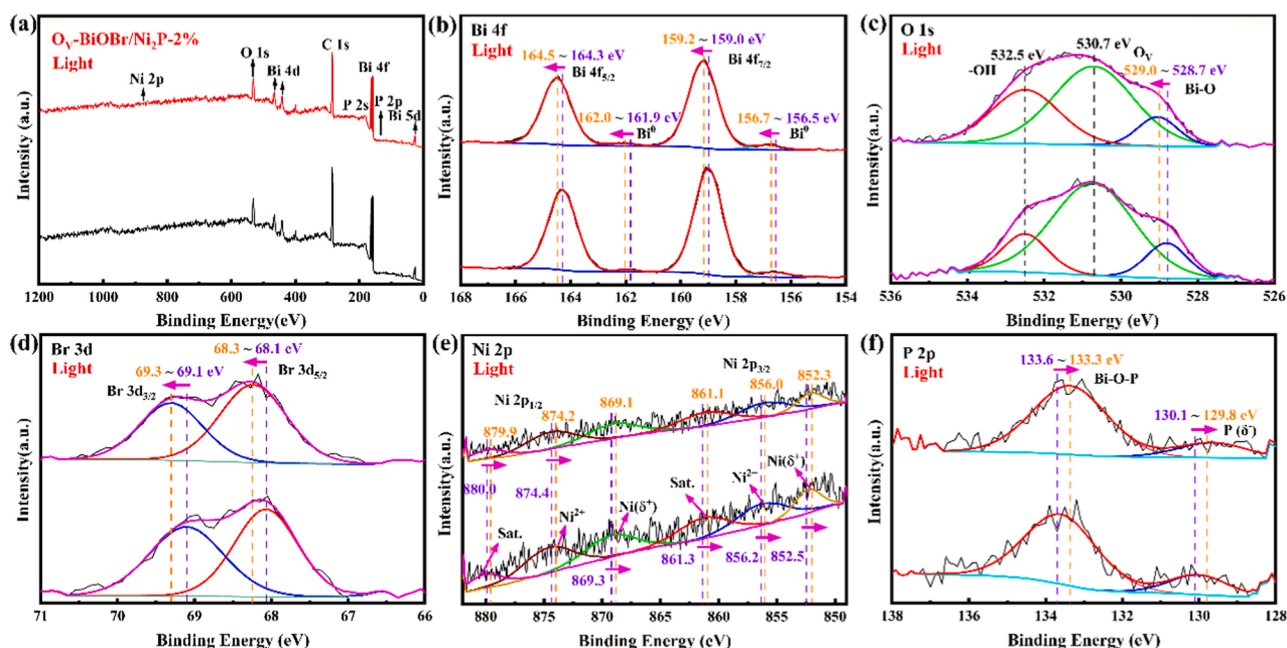 (a)
O_V-BiOBr/Ni₂P-2%
Light
Ni 2p
O 1s
Bi 4d
C 1s
Bi 4f
P 2s
P 2p
Bi 5d
Intensity (a.u.)
1200 1000 800 600 400 200 0
Binding Energy(eV)
(b)
Bi 4f
Light
164.5 ~ 164.3 eV
Bi 4f₅/₂
159.2 ~ 159.0 eV
Bi 4f₇/₂
162.0 ~ 161.9 eV
Bi⁰
156.7 ~ 156.5 eV
Bi⁰
Intensity(a.u.)
168 166 164 162 160 158 156 154
Binding Energy (eV)
(c)
O 1s
Light
532.5 eV
-OH
530.7 eV
O_V
529.0 ~ 528.7 eV
Bi-O
Intensity(a.u.)
536 534 532 530 528 526
Binding Energy (eV)
(d)
Br 3d
Light
69.3 ~ 69.1 eV
Br 3d₃/₂
68.3 ~ 68.1 eV
Br 3d₅/₂
Intensity(a.u.)
71 70 69 68 67 66
Binding Energy (eV)
(e)
Ni 2p
Light
Ni 2p₃/₂
Ni 2p₁/₂
879.9
874.2
869.1
861.1
856.0
852.3
880.0
874.4
Sat.
Ni²⁺
Ni(δ⁺)
Sat.
Ni²⁻
Ni(δ⁺)
869.3
861.3
856.2
852.5
Intensity(a.u.)
880 875 870 865 860 855 850
Binding Energy (eV)
(f)
P 2p
Light
133.6 ~ 133.3 eV
Bi-O-P
130.1 ~ 129.8 eV
P (δ⁻)
Intensity(a.u.)
138 136 134 132 130 128
Binding Energy (eV)